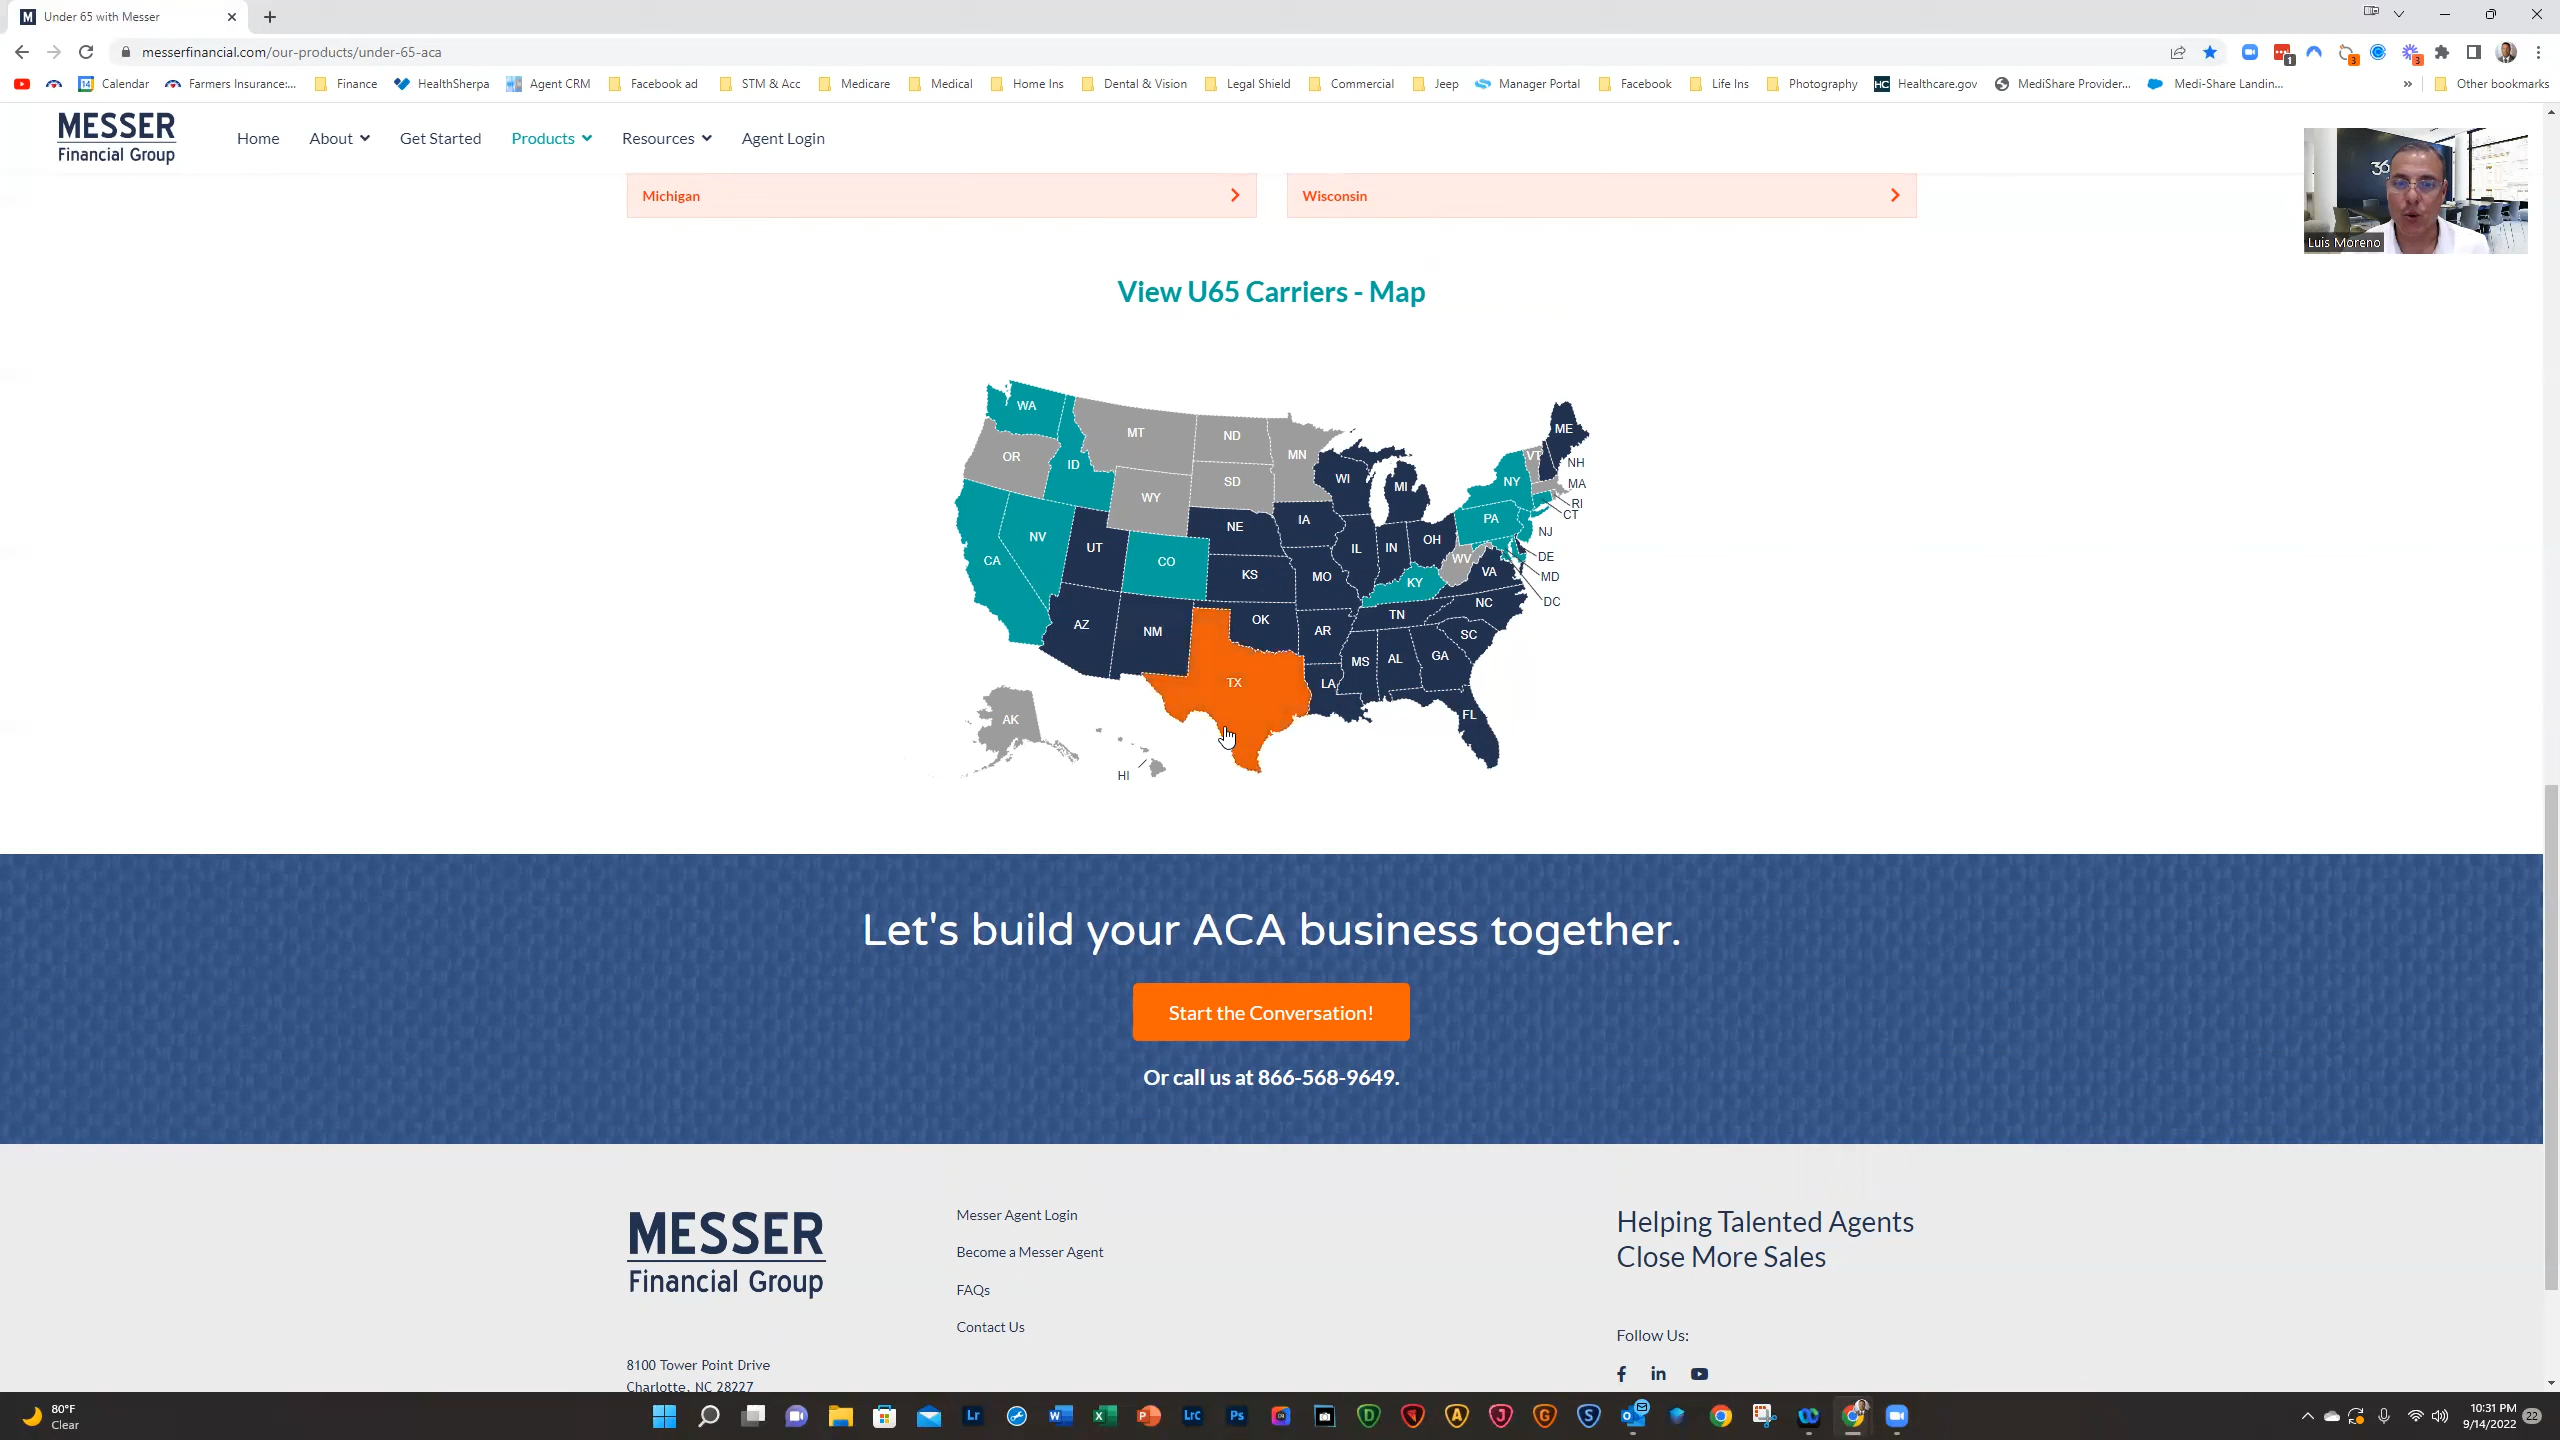 Under 65 with Messer
messerfinancial.com/our-products/under-65-aca
Calendar
Farmers Insurance:...
Finance
HealthSherpa
Agent CRM
Facebook ad
STM & Acc
Medicare
Medical
Home Ins
Dental & Vision
Legal Shield
Commercial
Jeep
Manager Portal
Facebook
Life Ins
Photography
Healthcare.gov
MediShare Provider...
Medi-Share Landin...
Other bookmarks
MESSER
Financial Group
Home
About
Get Started
Products
Resources
Agent Login
36
Luis Moreno
Michigan
Wisconsin
View U65 Carriers - Map
WA
MT
ND
MN
ME
OR
ID
SD
WI
MI
NY
VT
NH
WY
MA
RI
CT
NE
IA
PA
NV
UT
CO
IL
IN
OH
NJ
CA
KS
MO
WV
DE
KY
VA
MD
AZ
NM
OK
TN
NC
DC
AR
SC
MS
AL
GA
TX
LA
FL
AK
HI
Let's build your ACA business together.
Start the Conversation!
Or call us at 866-568-9649.
MESSER
Financial Group
8100 Tower Point Drive
Charlotte, NC 28227
Messer Agent Login
Become a Messer Agent
FAQs
Contact Us
Helping Talented Agents
Close More Sales
Follow Us:
80°F
Clear
10:31 PM
9/14/2022
22